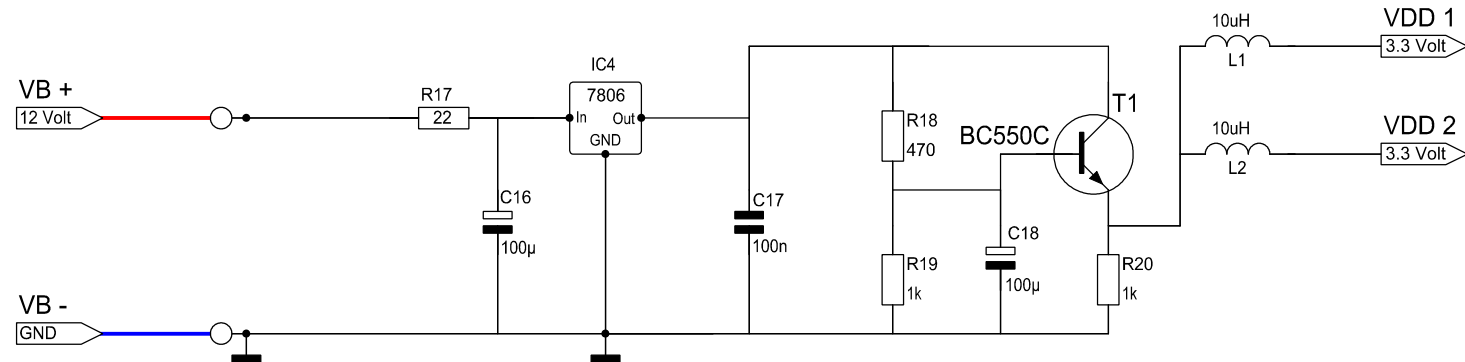 VB +
12 Volt
R17
22
C16
100µ
IC4
7806
In
Out
GND
C17
100n
R18
470
R19
1k
BC550C
T1
C18
100µ
R20
1k
10uH
L1
VDD 1
3.3 Volt
10uH
L2
VDD 2
3.3 Volt
VB -
GND